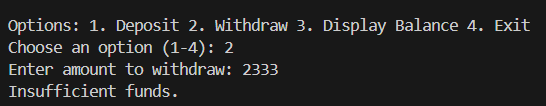 Options: 1. Deposit 2. Withdraw 3. Display Balance 4. Exit
Choose an option (1-4): 2
Enter amount to withdraw: 2333
Insufficient funds.